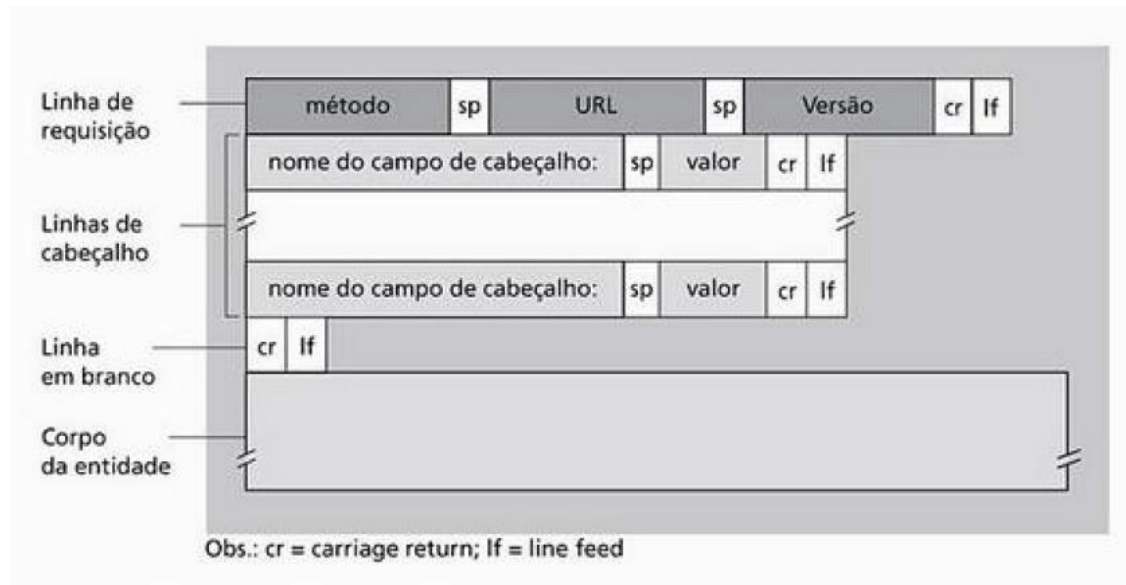 Linha de
requisição
método sp URL sp Versão cr lf
nome do campo de cabeçalho: sp valor cr lf
Linhas de
cabeçalho
nome do campo de cabeçalho: sp valor cr lf
Linha
em branco
cr lf
Corpo
da entidade
Obs.: cr = carriage return; lf = line feed